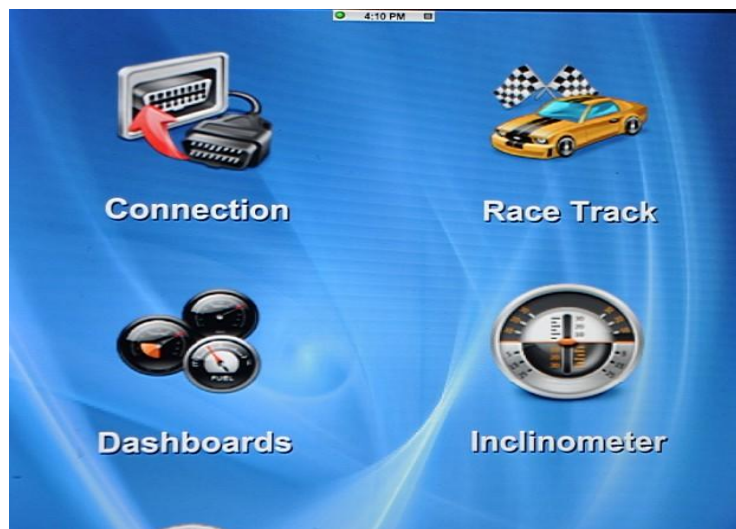 4:10 PM
Connection
Race Track
FUEL
Dashboards
Inclinometer